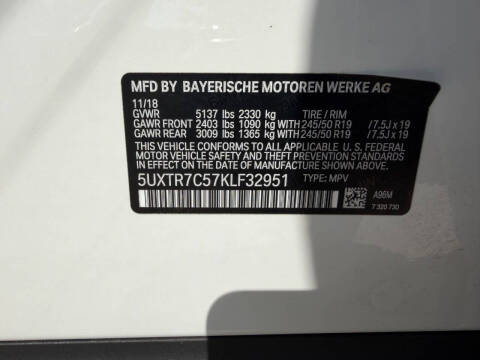 MFD BY BAYERISCHE MOTOREN WERKE AG
11/18
GVWR 5137 lbs 2330 kg TIRE / RIM
GAWR FRONT 2403 lbs 1090 kg WITH 245/50 R19 /7.5J x 19
GAWR REAR 3009 lbs 1365 kg WITH 245/50 R19 /7.5J x 19
THIS VEHICLE CONFORMS TO ALL APPLICABLE U. S. FEDERAL
MOTOR VEHICLE SAFETY AND THEFT PREVENTION STANDARDS
IN EFFECT ON THE DATE OF MANUFACTURE SHOWN ABOVE.
5UXTR7C57KLF32951 TYPE: MPV
A96M
7 320 730